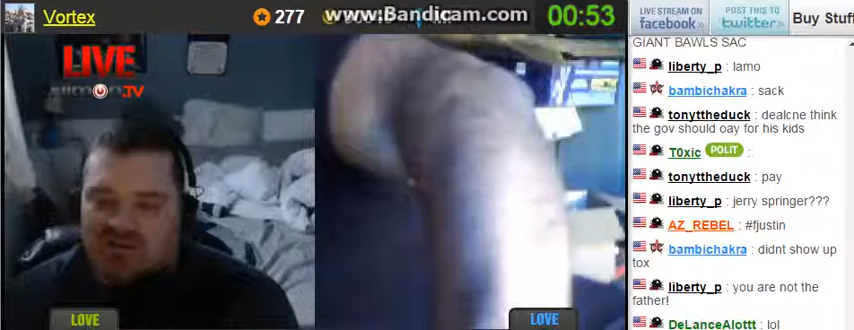 Vortex
277
www.Bandicam.com
00:53
LIVE STREAM ON
facebook»
POST THIS TO
twitter»
Buy Stuf
LIVE
.TV
LOVE
LOVE
GIANT BAWLS SAC
liberty_p : lamo
bambichakra : sack
tonyttheduck : dealcne think
the gov should oay for his kids
T0xic POLIT :
tonyttheduck : pay
liberty_p : jerry springer???
AZ_REBEL : #fjustin
bambichakra : didnt show up
tox
liberty_p : you are not the
father!
DeLanceAlottt : lol